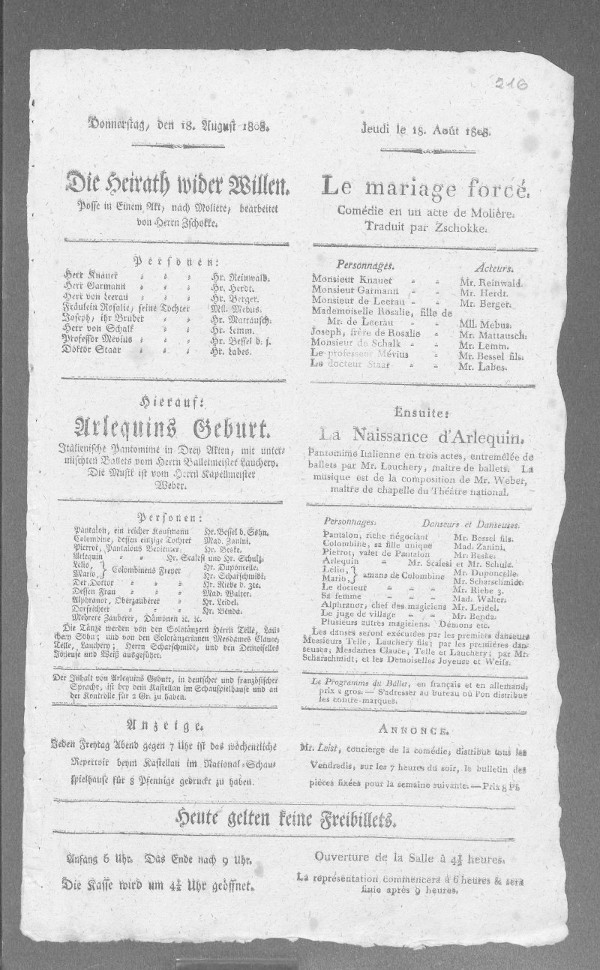 216
Donnerstag, den 18. August 1808.
Die Heirath wider Willen.
Posse in Einem Akt, nach Moliere, bearbeitet
von Herrn Zschokke.
Personen:
Herr Knauer Hr. Reinwald.
Herr Garmann Hr. Herdt.
Herr von Leerau Hr. Berger.
Fräulein Rosalie, seine Tochter Mll. Mebus.
Joseph, ihr Bruder Hr. Mattausch.
Herr von Schalk Hr. Lemm.
Professor Mevius Hr. Bessel d. s.
Doktor Staar Hr. Labes.
Hierauf:
Arlequins Geburt.
Italienische Pantomime in Drey Akten, mit unter-
mischten Ballets vom Herrn Balletmeister Lauchery.
Die Musik ist vom Herrn Kapellmeister
Weber.
Personen:
Pantalon, ein reicher Kaufmann Hr. Bessel d. Sohn.
Colombine, dessen einzige Tochter Mad. Zanini.
Pierrot, Pantalons Bedienter Hr. Beske.
Arlequin Hr. Scalesi und Hr. Schulz.
Lelio, } Colombinens Freyer Hr. Duponcelle.
Mario, Hr. Scharschmidt.
Der Doktor Hr. Riebe d. 3te.
Dessen Frau Mad. Walter.
Alphranor, Oberzauberer Hr. Leidel.
Dorfrichter Hr. Benda.
Mehrere Zauberer, Dämonen ꝛc. ꝛc.
Die Tänze werden von den Solotänzern Herrn Telle, Lau-
chery Sohn; und von den Solotänzerinnen Mesdames Clauce,
Telle, Lauchery; Herrn Scharschmidt, und den Demoiselles
Joyeuse und Weiß ausgeführt.
Der Inhalt von Arlequins Geburt, in deutscher und französischer
Sprache, ist bey dem Kastellan im Schauspielhause und an
der Kontrolle für 2 Gr. zu haben.
Anzeige.
Jeden Freytag Abend gegen 7 Uhr ist das wöchentliche
Repertoir beym Kastellan im National-Schau-
spielhause für 8 Pfennige gedruckt zu haben.
Jeudi le 18. Août 1808.
Le mariage forcé.
Comédie en un acte de Molière.
Traduit par Zschokke.
Personnages. Acteurs.
Monsieur Knauer Mr. Reinwald.
Monsieur Garmann Mr. Herdt.
Monsieur de Leerau Mr. Berger.
Mademoiselle Rosalie, fille de
Mr. de Leerau Mll. Mebus.
Joseph, frère de Rosalie Mr. Mattausch.
Monsieur de Schalk Mr. Lemm.
Le professeur Mévius Mr. Bessel fils.
Le docteur Staar Mr. Labes.
Ensuite:
La Naissance d'Arlequin.
Pantomime Italienne en trois actes, entremêlée de
ballets par Mr. Lauchery, maître de ballets. La
musique est de la composition de Mr. Weber,
maître de chapelle du Théâtre national.
Personnages. Danseurs et Danseuses.
Pantalon, riche négociant Mr. Bessel fils.
Colombine, sa fille unique Mad. Zanini.
Pierrot, valet de Pantalon Mr. Beske.
Arlequin Mr. Scalesi et Mr. Schulz.
Lelio, } amans de Colombine Mr. Duponcelle.
Mario, Mr. Scharschmidt.
Le docteur Mr. Riebe 3.
Sa femme Mad. Walter.
Alphranor, chef des magiciens Mr. Leidel.
Le juge de village Mr. Benda.
Plusieurs autres magiciens. Démons etc.
Les danses seront exécutées par les premiers danseurs
Messieurs Telle, Lauchery fils; par les premières dan-
seuses, Mesdames Clauce, Telle et Lauchery; par Mr.
Scharschmidt, et les Demoiselles Joyeuse et Weiss.
Le Programme du Ballet, en français et en allemand,
prix 2 gros. — S'adresser au bureau où l'on distribue
les contre-marques.
Annonce.
Mr. Leist, concierge de la comédie, distribue tous les
Vendredis, sur les 7 heures du soir, le bulletin des
pièces fixées pour la semaine suivante. — Prix 8 Pf.
Heute gelten keine Freibillets.
Anfang 6 Uhr. Das Ende nach 9 Uhr.
Die Kasse wird um 4½ Uhr geöffnet.
Ouverture de la Salle à 4½ heures.
La représentation commencera à 6 heures & sera
finie après 9 heures.